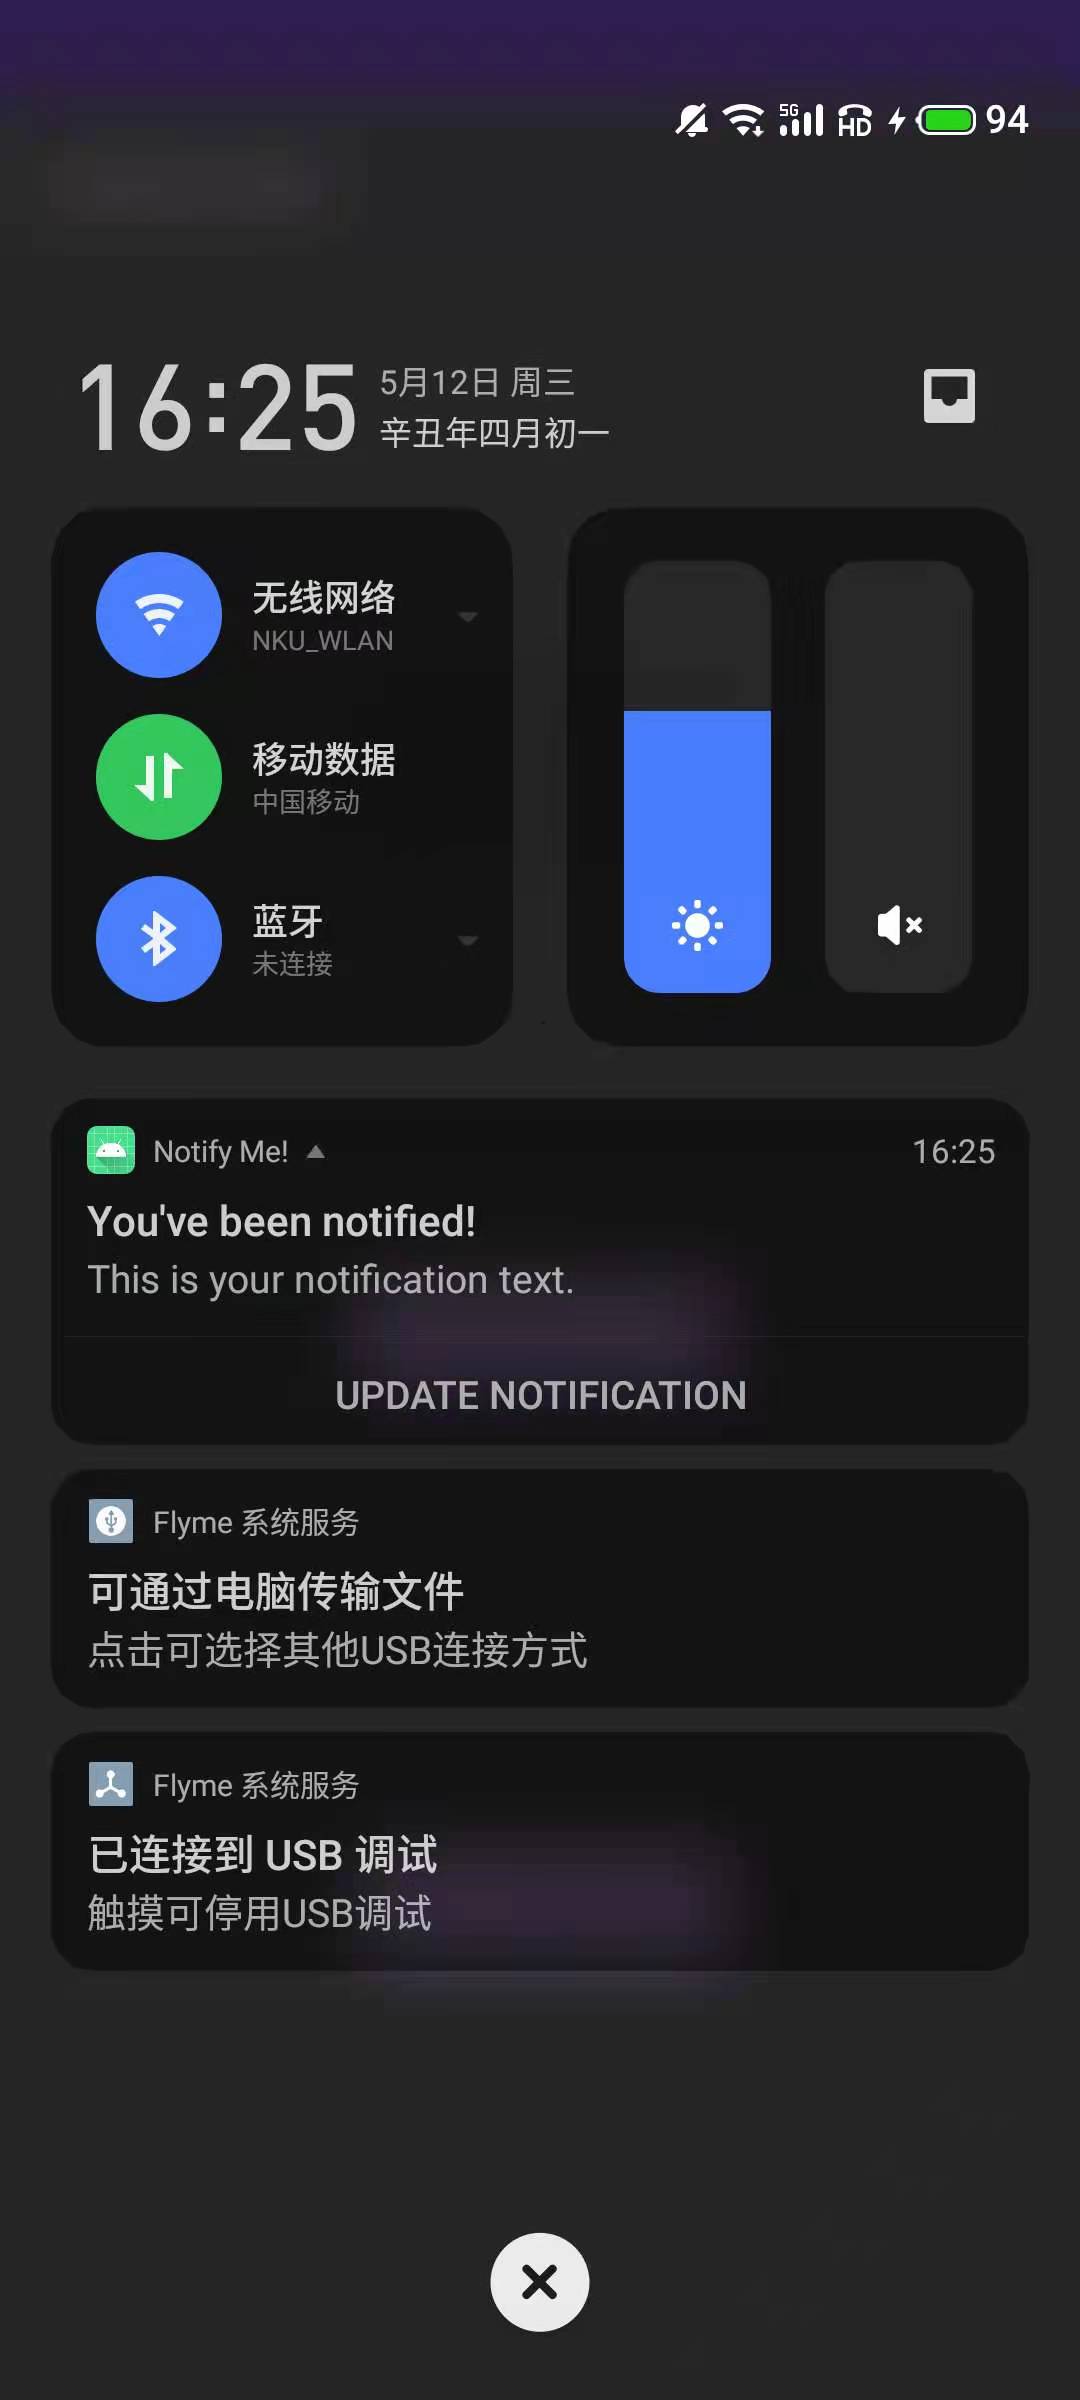 5G HD 94
16:25
5月12日 周三
辛丑年四月初一
无线网络
NKU_WLAN
移动数据
中国移动
蓝牙
未连接
Notify Me! 16:25
You've been notified!
This is your notification text.
UPDATE NOTIFICATION
Flyme 系统服务
可通过电脑传输文件
点击可选择其他USB连接方式
Flyme 系统服务
已连接到 USB 调试
触摸可停用USB调试